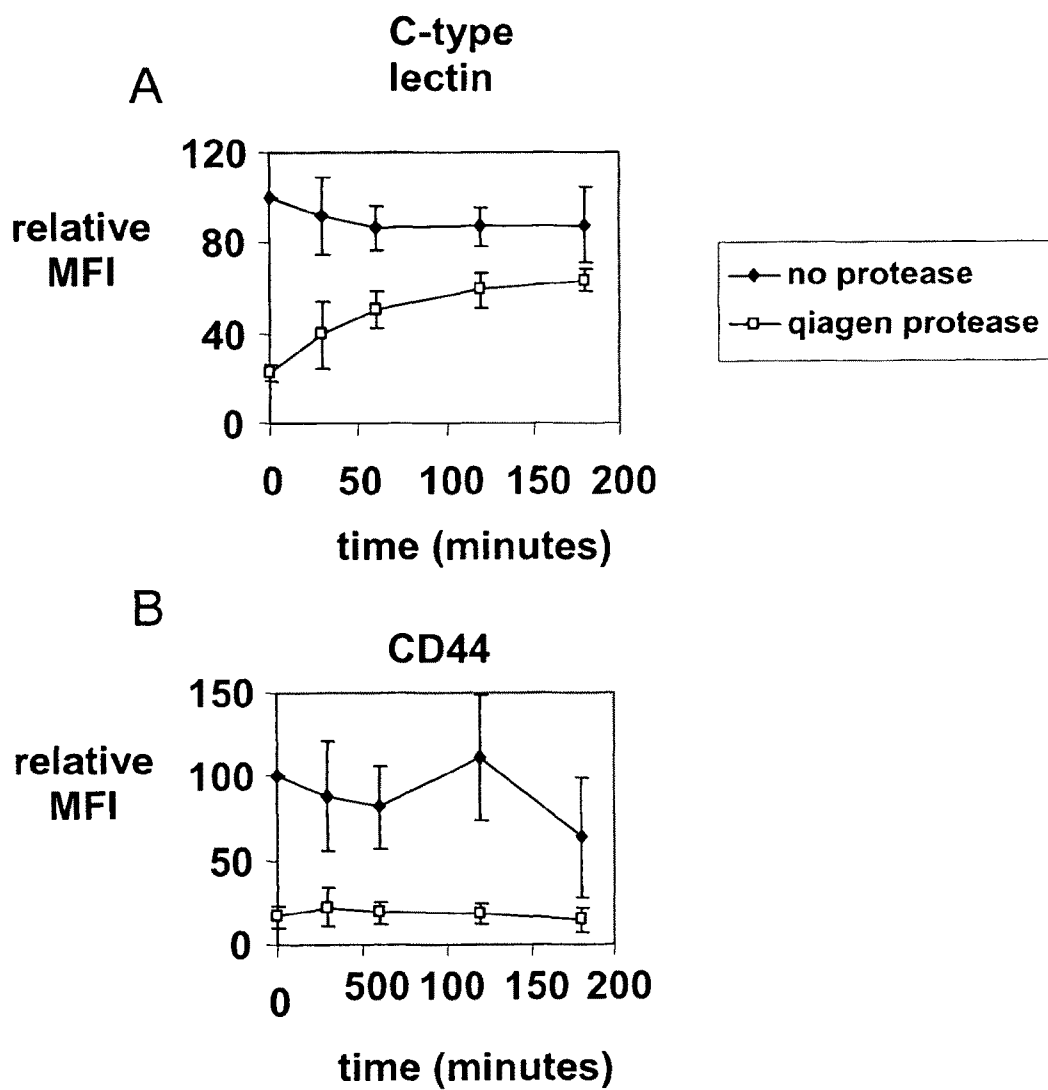 C-type
lectin
A
120
80
40
0
relative
MFI
0 50 100 150 200
time (minutes)
no protease
qiagen protease
B
CD44
150
100
50
0
relative
MFI
0 500 100 150 200
time (minutes)